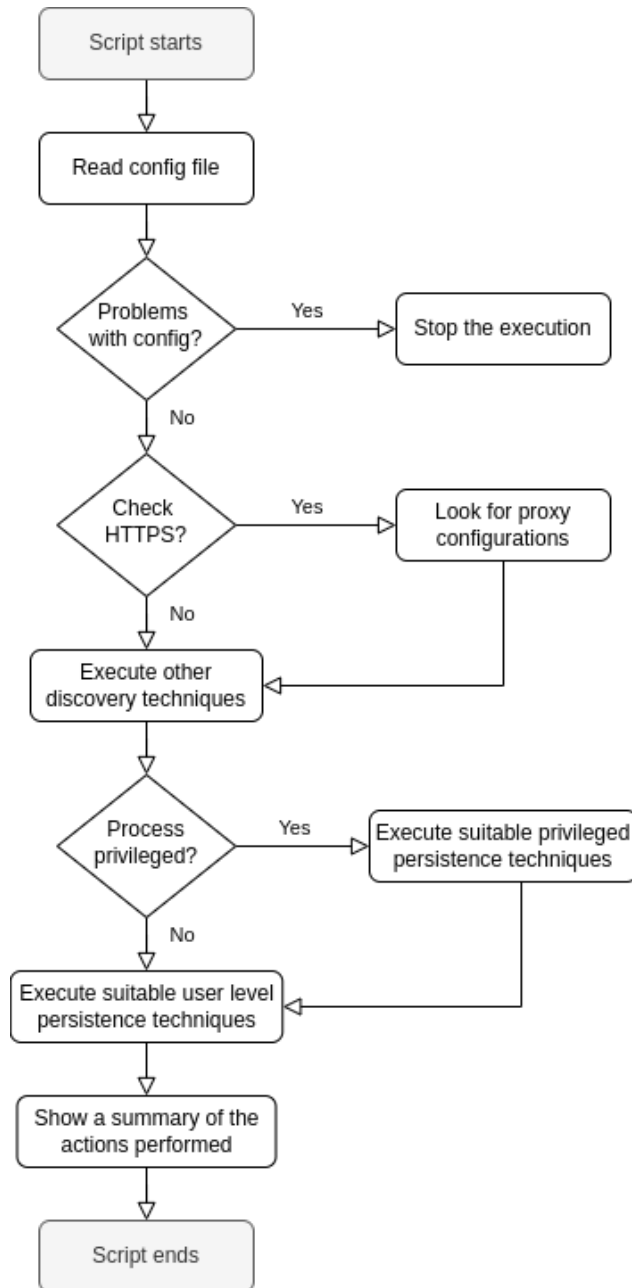 Script starts
Read config file
Problems
with config?
Yes
Stop the execution
No
Check
HTTPS?
Yes
Look for proxy
configurations
No
Execute other
discovery techniques
Process
privileged?
Yes
Execute suitable privileged
persistence techniques
No
Execute suitable user level
persistence techniques
Show a summary of the
actions performed
Script ends